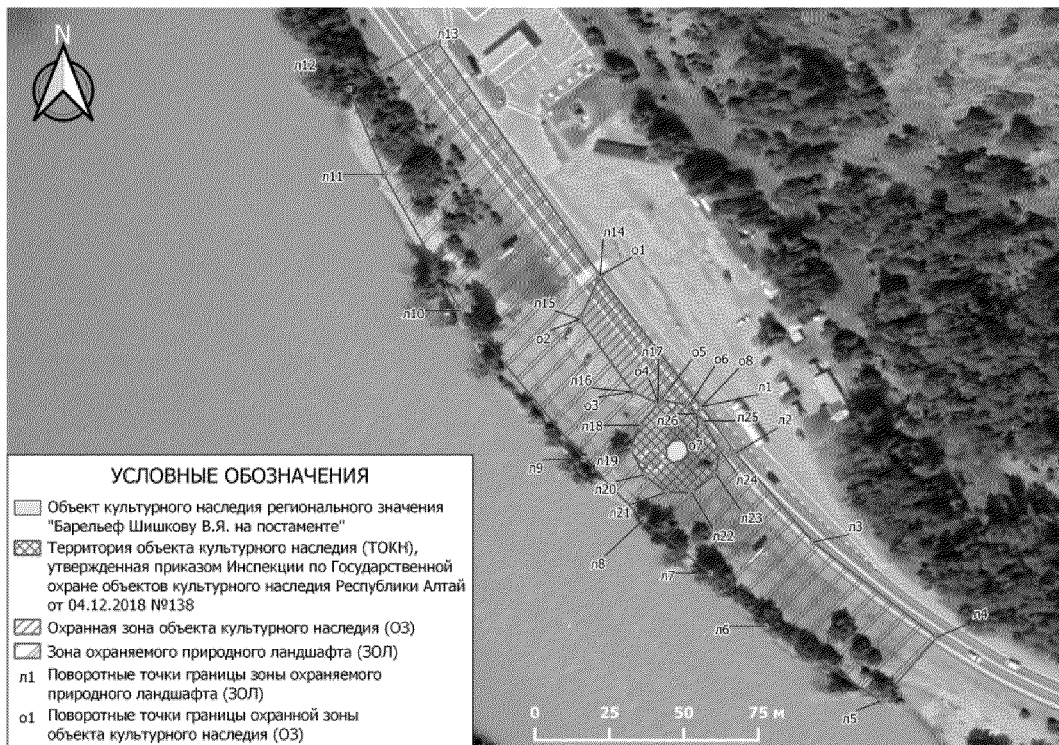 N
л13
л12
л11
л14
о1
л10
л15
о2
л17
о5
о4
о6
о8
л16
л1
о3
л26
л25
л18
л2
о7
л9
л19
л24
л20
л21
л23
л3
л22
л8
л7
л6
л4
л5
УСЛОВНЫЕ ОБОЗНАЧЕНИЯ
Объект культурного наследия регионального значения
"Барельеф Шишкову В.Я. на постаменте"
Территория объекта культурного наследия (ТОКН),
утвержденная приказом Инспекции по Государственной
охране объектов культурного наследия Республики Алтай
от 04.12.2018 №138
Охранная зона объекта культурного наследия (ОЗ)
Зона охраняемого природного ландшафта (ЗОЛ)
л1 Поворотные точки границы зоны охраняемого
природного ландшафта (ЗОЛ)
о1 Поворотные точки границы охранной зоны
объекта культурного наследия (ОЗ)
0 25 50 75 м